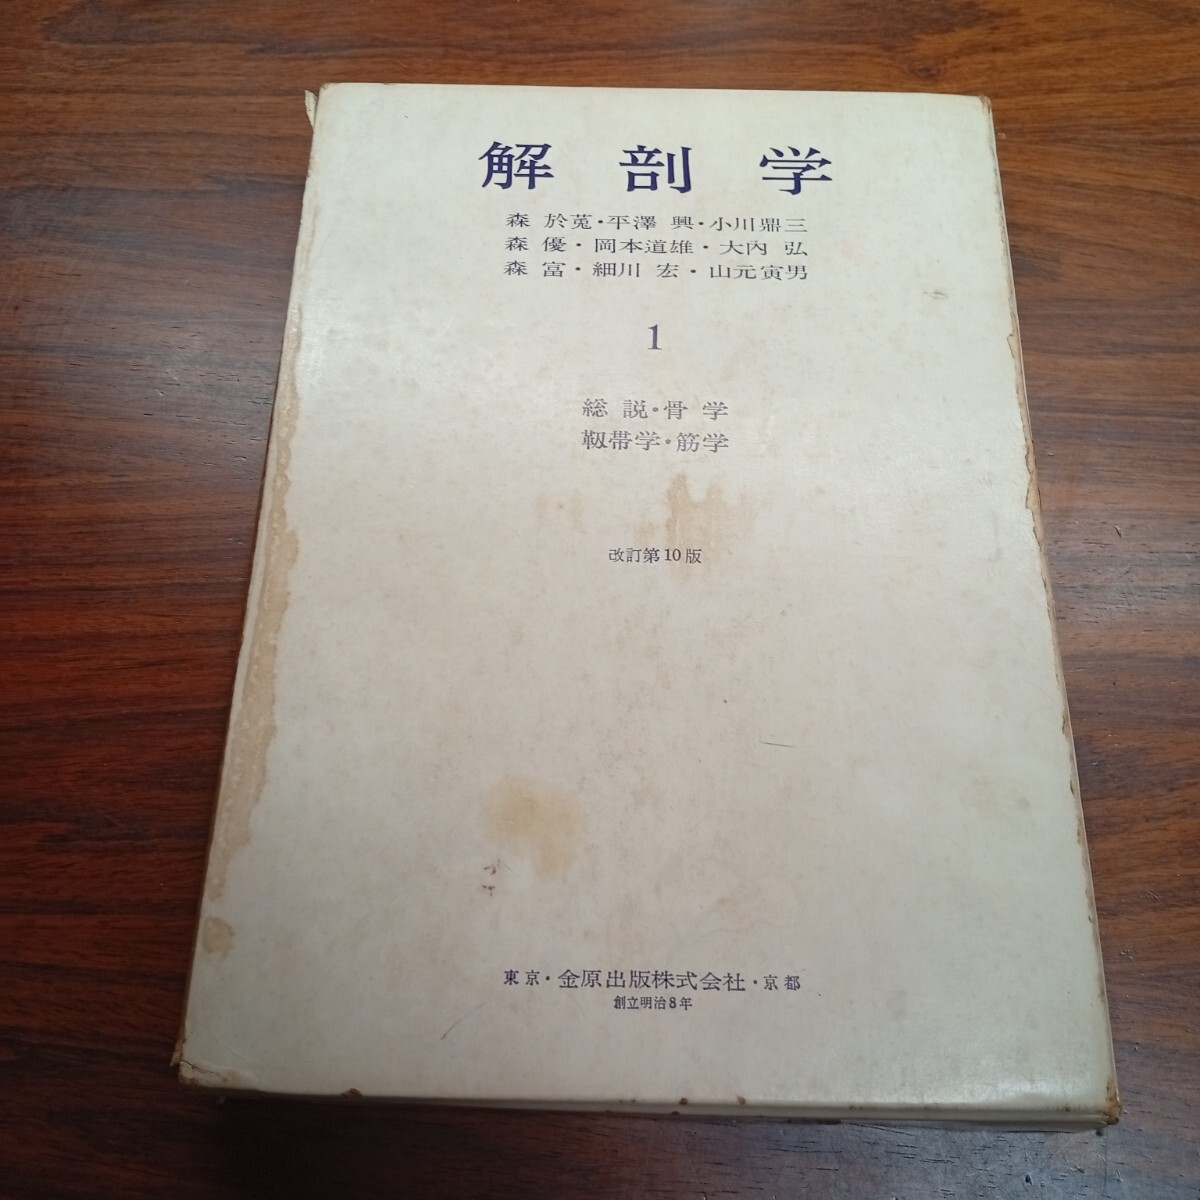 解剖学
森 於菟・平澤 興・小川鼎三
森 優・岡本道雄・大内 弘
森 富・細川 宏・山元寅男
1
総説・骨学
靱帯学・筋学
改訂第10版
東京・金原出版株式会社・京都
創立明治8年